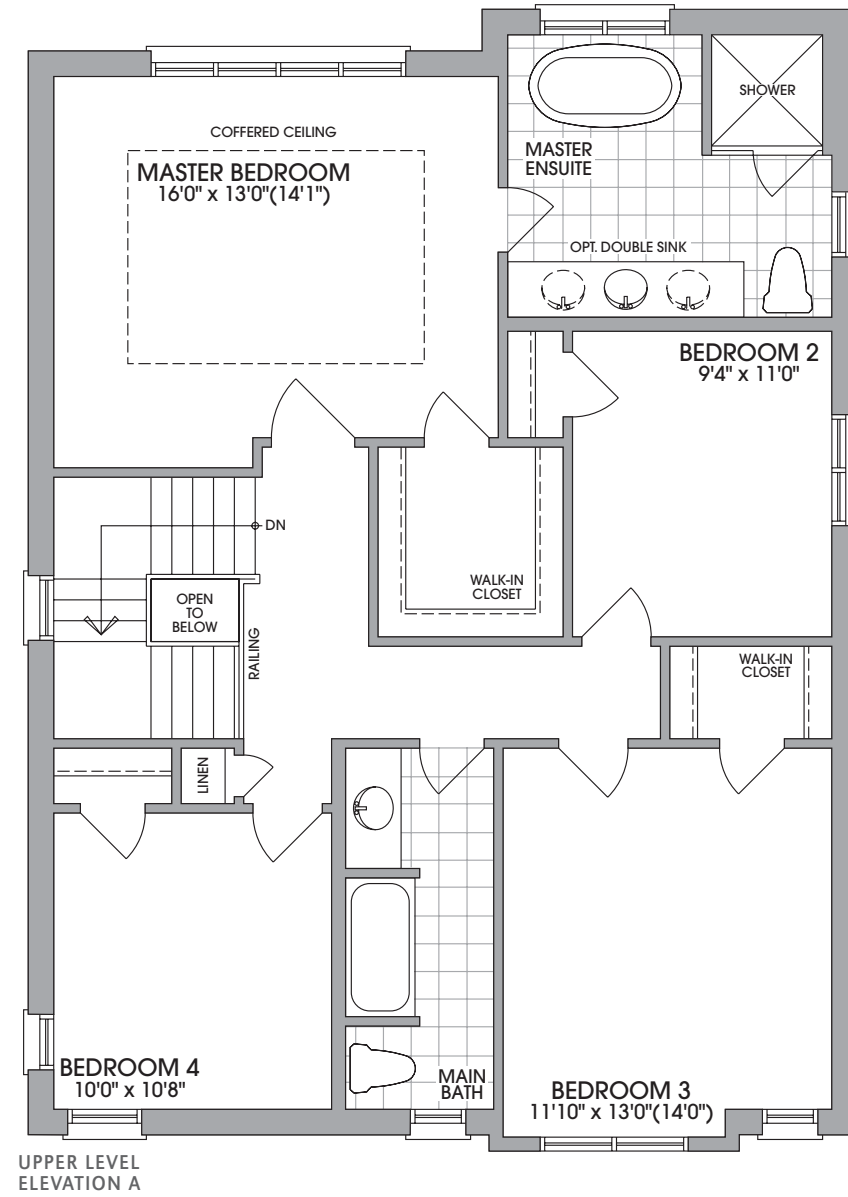 SHOWER
COFFERED CEILING
MASTER BEDROOM
16'0" x 13'0"(14'1")
MASTER
ENSUITE
OPT. DOUBLE SINK
BEDROOM 2
9'4" x 11'0"
DN
WALK-IN
CLOSET
OPEN
TO
BELOW
RAILING
WALK-IN
CLOSET
LINEN
BEDROOM 4
10'0" x 10'8"
MAIN
BATH
BEDROOM 3
11'10" x 13'0"(14'0")
UPPER LEVEL
ELEVATION A